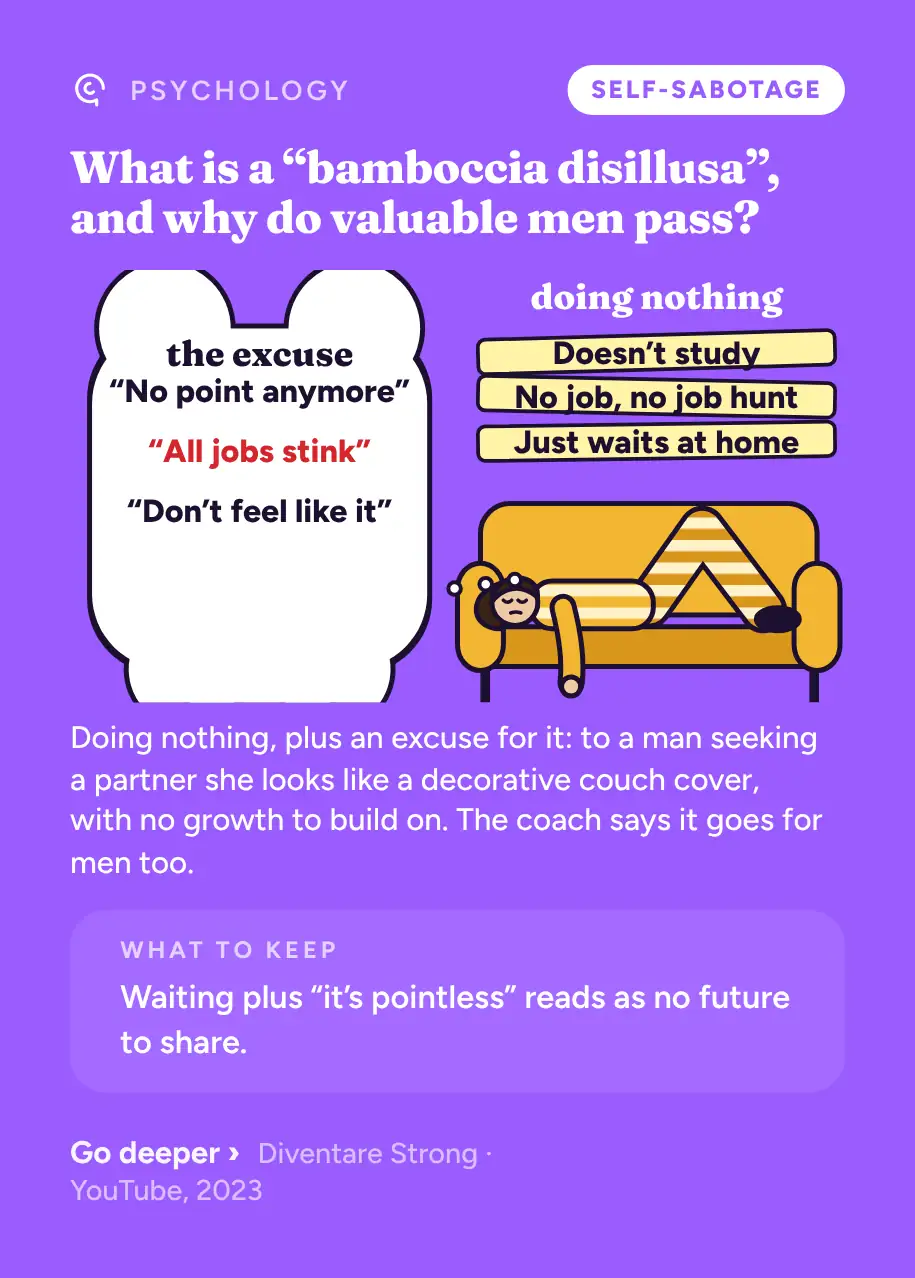 PSYCHOLOGY
SELF-SABOTAGE
What is a “bamboccia disillusa”,
and why do valuable men pass?
the excuse
“No point anymore”
“All jobs stink”
“Don’t feel like it”
doing nothing
Doesn’t study
No job, no job hunt
Just waits at home
Doing nothing, plus an excuse for it: to a man seeking
a partner she looks like a decorative couch cover,
with no growth to build on. The coach says it goes for
men too.
WHAT TO KEEP
Waiting plus “it’s pointless” reads as no future
to share.
Go deeper › Diventare Strong ·
YouTube, 2023